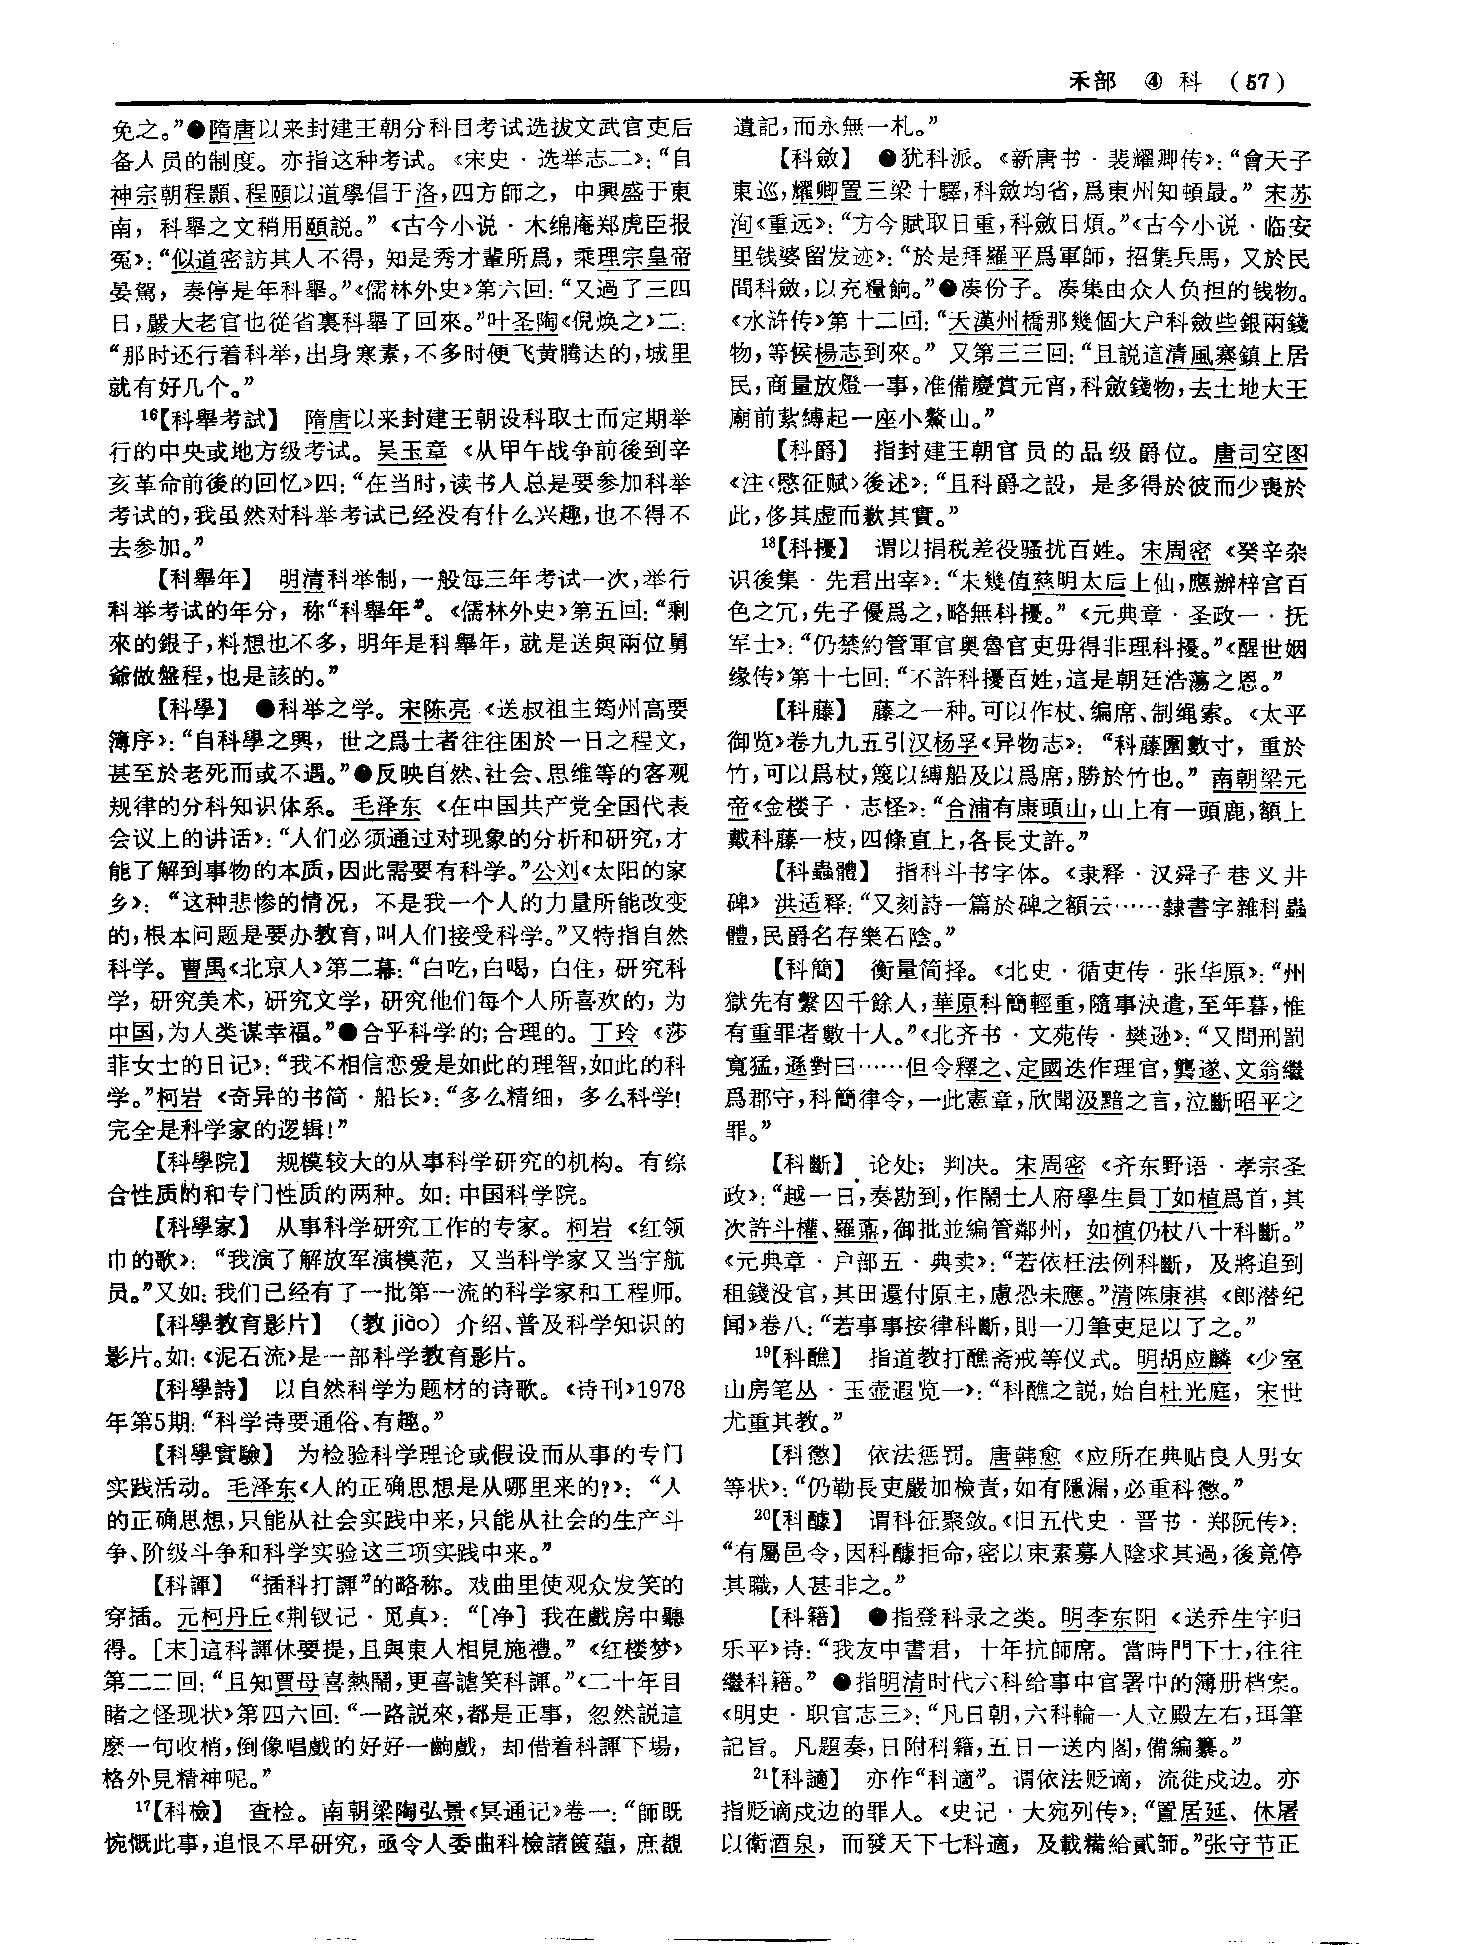 禾部 ④ 科 (57)
免之。”●隋唐以来封建王朝分科目考试选拔文武官吏后
备人员的制度。亦指这种考试。《宋史·选举志二》：“自
神宗朝程顥、程頤以道學倡于洛，四方師之，中興盛于東
南，科舉之文稍用頤説。”《古今小说·木绵庵郑虎臣报
冤》：“似道密訪其人不得，知是秀才輩所爲，乘理宗皇帝
晏駕，奏停是年科舉。”《儒林外史》第六回：“又過了三四
日，嚴大老官也從省裏科舉了回來。”叶圣陶《倪焕之》二：
“那时还行着科举，出身寒素，不多时便飞黄腾达的，城里
就有好几个。”
16【科舉考試】 隋唐以来封建王朝设科取士而定期举
行的中央或地方级考试。吴玉章《从甲午战争前後到辛
亥革命前後的回忆》四：“在当时，读书人总是要参加科举
考试的，我虽然对科举考试已经没有什么兴趣，也不得不
去参加。”
【科舉年】 明清科举制，一般每三年考试一次，举行
科举考试的年分，称“科舉年”。《儒林外史》第五回：“剩
來的銀子，料想也不多，明年是科舉年，就是送與兩位舅
爺做盤程，也是該的。”
【科學】 ●科举之学。宋陈亮《送叔祖主筠州高要
簿序》：“自科學之興，世之爲士者往往困於一日之程文，
甚至於老死而或不遇。”●反映自然、社会、思维等的客观
规律的分科知识体系。毛泽东《在中国共产党全国代表
会议上的讲话》：“人们必须通过对现象的分析和研究，才
能了解到事物的本质，因此需要有科学。”公刘《太阳的家
乡》：“这种悲惨的情况，不是我一个人的力量所能改变
的，根本问题是要办教育，叫人们接受科学。”又特指自然
科学。曹禺《北京人》第二幕：“白吃，白喝，白住，研究科
学，研究美术，研究文学，研究他们每个人所喜欢的，为
中国，为人类谋幸福。”●合乎科学的；合理的。丁玲《莎
菲女士的日记》：“我不相信恋爱是如此的理智，如此的科
学。”柯岩《奇异的书简·船长》：“多么精细，多么科学！
完全是科学家的逻辑！”
【科學院】 规模较大的从事科学研究的机构。有综
合性质的和专门性质的两种。如：中国科学院。
【科學家】 从事科学研究工作的专家。柯岩《红领
巾的歌》：“我演了解放军演模范，又当科学家又当宇航
员。”又如：我们已经有了一批第一流的科学家和工程师。
【科學教育影片】（教jiào）介绍、普及科学知识的
影片。如：《泥石流》是一部科学教育影片。
【科學詩】 以自然科学为题材的诗歌。《诗刊》1978
年第5期：“科学诗要通俗、有趣。”
【科學實驗】 为检验科学理论或假设而从事的专门
实践活动。毛泽东《人的正确思想是从哪里来的？》：“人
的正确思想，只能从社会实践中来，只能从社会的生产斗
争、阶级斗争和科学实验这三项实践中来。”
【科諢】 “插科打諢”的略称。戏曲里使观众发笑的
穿插。元柯丹丘《荆钗记·觅真》：“［净］我在戲房中聽
得。［末］這科諢休要提，且與東人相見施禮。”《红楼梦》
第二二回：“且知賈母喜熱鬧，更喜謔笑科諢。”《二十年目
睹之怪现状》第四六回：“一路説來，都是正事，忽然説這
麽一句收梢，倒像唱戲的好好一齣戲，却借着科諢下場，
格外見精神呢。”
17【科檢】 查检。南朝梁陶弘景《冥通记》卷一：“師既
惋慨此事，追恨不早研究，亟令人委曲科檢諸篋蘊，庶覩
遺記，而永無一札。”
【科斂】 ●犹科派。《新唐书·裴耀卿传》：“會天子
東巡，耀卿置三梁十驛，科斂均省，爲東州知頓最。”宋苏
洵《重远》：“方今賦取日重，科斂日煩。”《古今小说·临安
里钱婆留发迹》：“於是拜羅平爲軍師，招集兵馬，又於民
間科斂，以充糧餉。”●凑份子。凑集由众人负担的钱物。
《水浒传》第十二回：“天漢州橋那幾個大户科斂些銀兩錢
物，等候楊志到來。”又第三三回：“且説這清風寨鎮上居
民，商量放燈一事，准備慶賞元宵，科斂錢物，去土地大王
廟前紥縛起一座小鰲山。”
【科爵】 指封建王朝官员的品级爵位。唐司空图
《注〈愍征赋〉後述》：“且科爵之設，是多得於彼而少喪於
此，侈其虚而歉其實。”
18【科擾】 谓以捐税差役骚扰百姓。宋周密《癸辛杂
识後集·先君出宰》：“未幾值慈明太后上仙，應辦梓宫百
色之冗，先子優爲之，略無科擾。”《元典章·圣政一·抚
军士》：“仍禁約管軍官奥魯官吏毋得非理科擾。”《醒世姻
缘传》第十七回：“不許科擾百姓，這是朝廷浩蕩之恩。”
【科藤】 藤之一种。可以作杖、编席、制绳索。《太平
御览》卷九九五引汉杨孚《异物志》：“科藤圍數寸，重於
竹，可以爲杖，篾以縛船及以爲席，勝於竹也。”南朝梁元
帝《金楼子·志怪》：“合浦有康頭山，山上有一頭鹿，額上
戴科藤一枝，四條直上，各長丈許。”
【科蟲體】 指科斗书字体。《隶释·汉舜子巷义井
碑》洪适释：“又刻詩一篇於碑之額云……隸書字雜科蟲
體，民爵名存樂石陰。”
【科簡】 衡量简择。《北史·循吏传·张华原》：“州
獄先有繫囚千餘人，華原科簡輕重，隨事決遣，至年暮，惟
有重罪者數十人。”《北齐书·文苑传·樊逊》：“又問刑罰
寬猛，遜對曰……但令釋之、定國迭作理官，龔遂、文翁繼
爲郡守，科簡律令，一此憲章，欣聞汲黯之言，泣斷昭平之
罪。”
【科斷】 论处；判决。宋周密《齐东野语·孝宗圣
政》：“越一日，奏勘到，作鬧士人府學生員丁如植爲首，其
次許斗權、羅鼒，御批並編管鄰州，如植仍杖八十科斷。”
《元典章·户部五·典卖》：“若依枉法例科斷，及將追到
租錢没官，其田還付原主，慮恐未應。”清陈康祺《郎潜纪
闻》卷八：“若事事按律科斷，則一刀筆吏足以了之。”
19【科醮】 指道教打醮斋戒等仪式。明胡应麟《少室
山房笔丛·玉壶遐览一》：“科醮之説，始自杜光庭，宋世
尤重其教。”
【科懲】 依法惩罚。唐韩愈《应所在典贴良人男女
等状》：“仍勒長吏嚴加檢責，如有隱漏，必重科懲。”
20【科醵】 谓科征聚敛。《旧五代史·晋书·郑阮传》：
“有屬邑令，因科醵拒命，密以束素募人陰求其過，後竟停
其職，人甚非之。”
【科籍】 ●指登科录之类。明李东阳《送乔生宇归
乐平》诗：“我友中書君，十年抗師席。當時門下士，往往
繼科籍。”●指明清时代六科给事中官署中的簿册档案。
《明史·职官志三》：“凡日朝，六科輪一人立殿左右，珥筆
記旨。凡題奏，日附科籍，五日一送内閣，備編纂。”
21【科讁】 亦作“科適”。谓依法贬谪，流徙戍边。亦
指贬谪戍边的罪人。《史记·大宛列传》：“置居延、休屠
以衛酒泉，而發天下七科適，及載糒給貳師。”张守节正